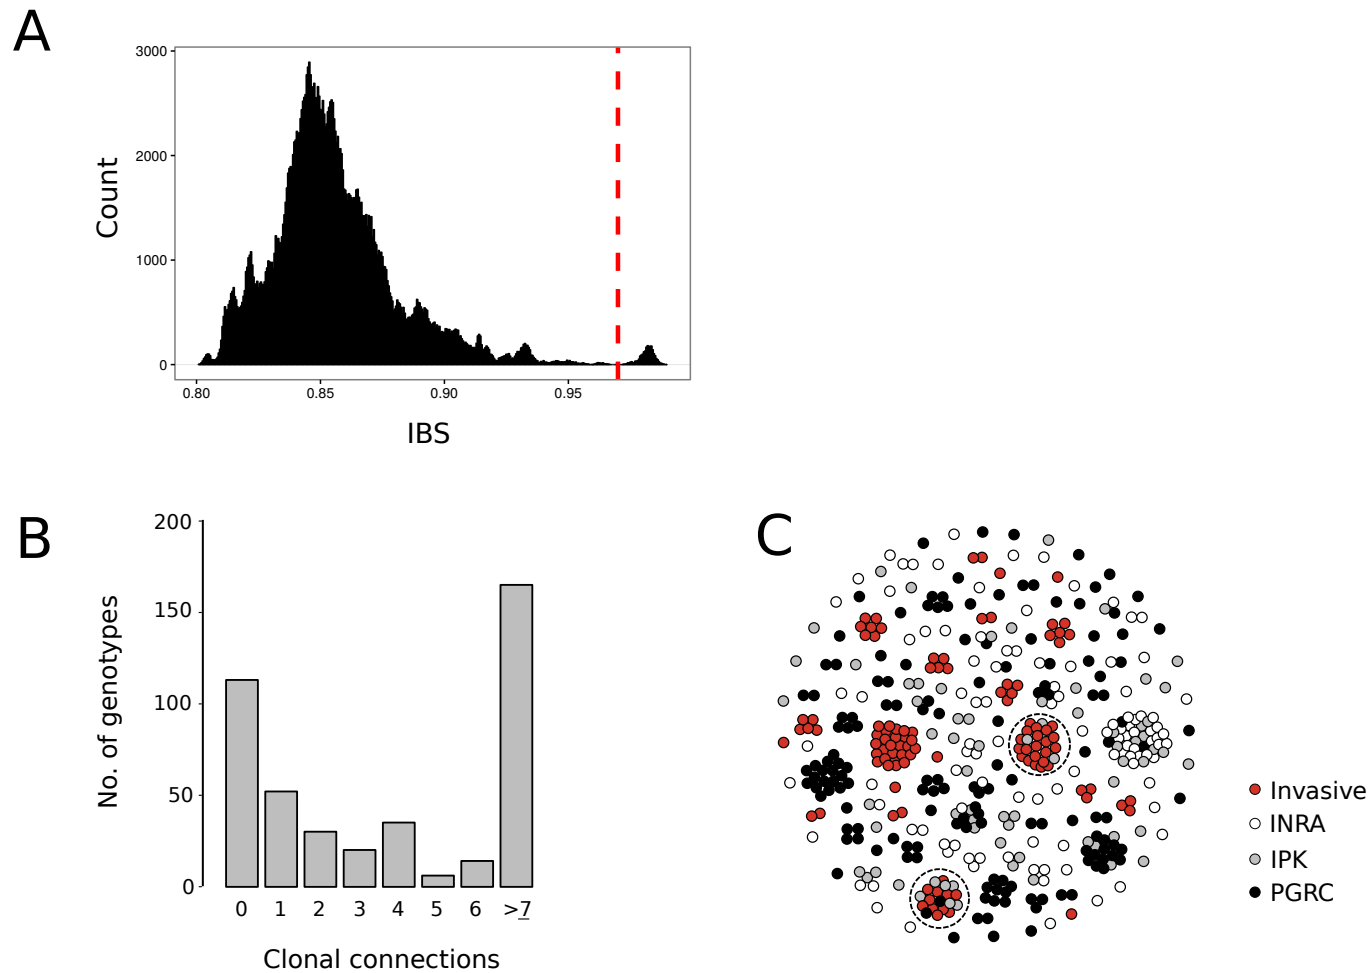 A
3000
2000
1000
0
Count
0.80 0.85 0.90 0.95
IBS
B
200
150
100
50
0
No. of genotypes
0 1 2 3 4 5 6 >7
Clonal connections
C
Invasive
INRA
IPK
PGRC